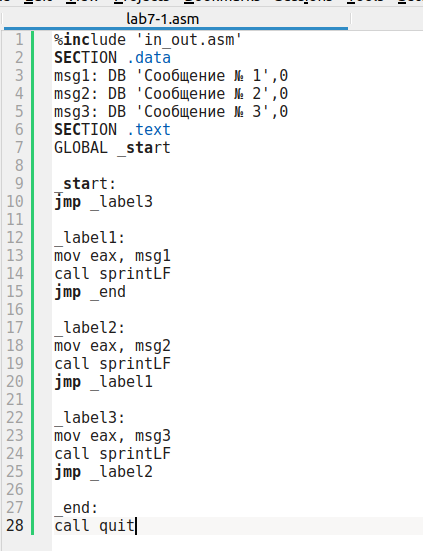 lab7-1.asm
1 %include 'in_out.asm'
2 SECTION .data
3 msg1: DB 'Сообщение № 1',0
4 msg2: DB 'Сообщение № 2',0
5 msg3: DB 'Сообщение № 3',0
6 SECTION .text
7 GLOBAL _start
8
9 _start:
10 jmp _label3
11
12 _label1:
13 mov eax, msg1
14 call sprintLF
15 jmp _end
16
17 _label2:
18 mov eax, msg2
19 call sprintLF
20 jmp _label1
21
22 _label3:
23 mov eax, msg3
24 call sprintLF
25 jmp _label2
26
27 _end:
28 call quit